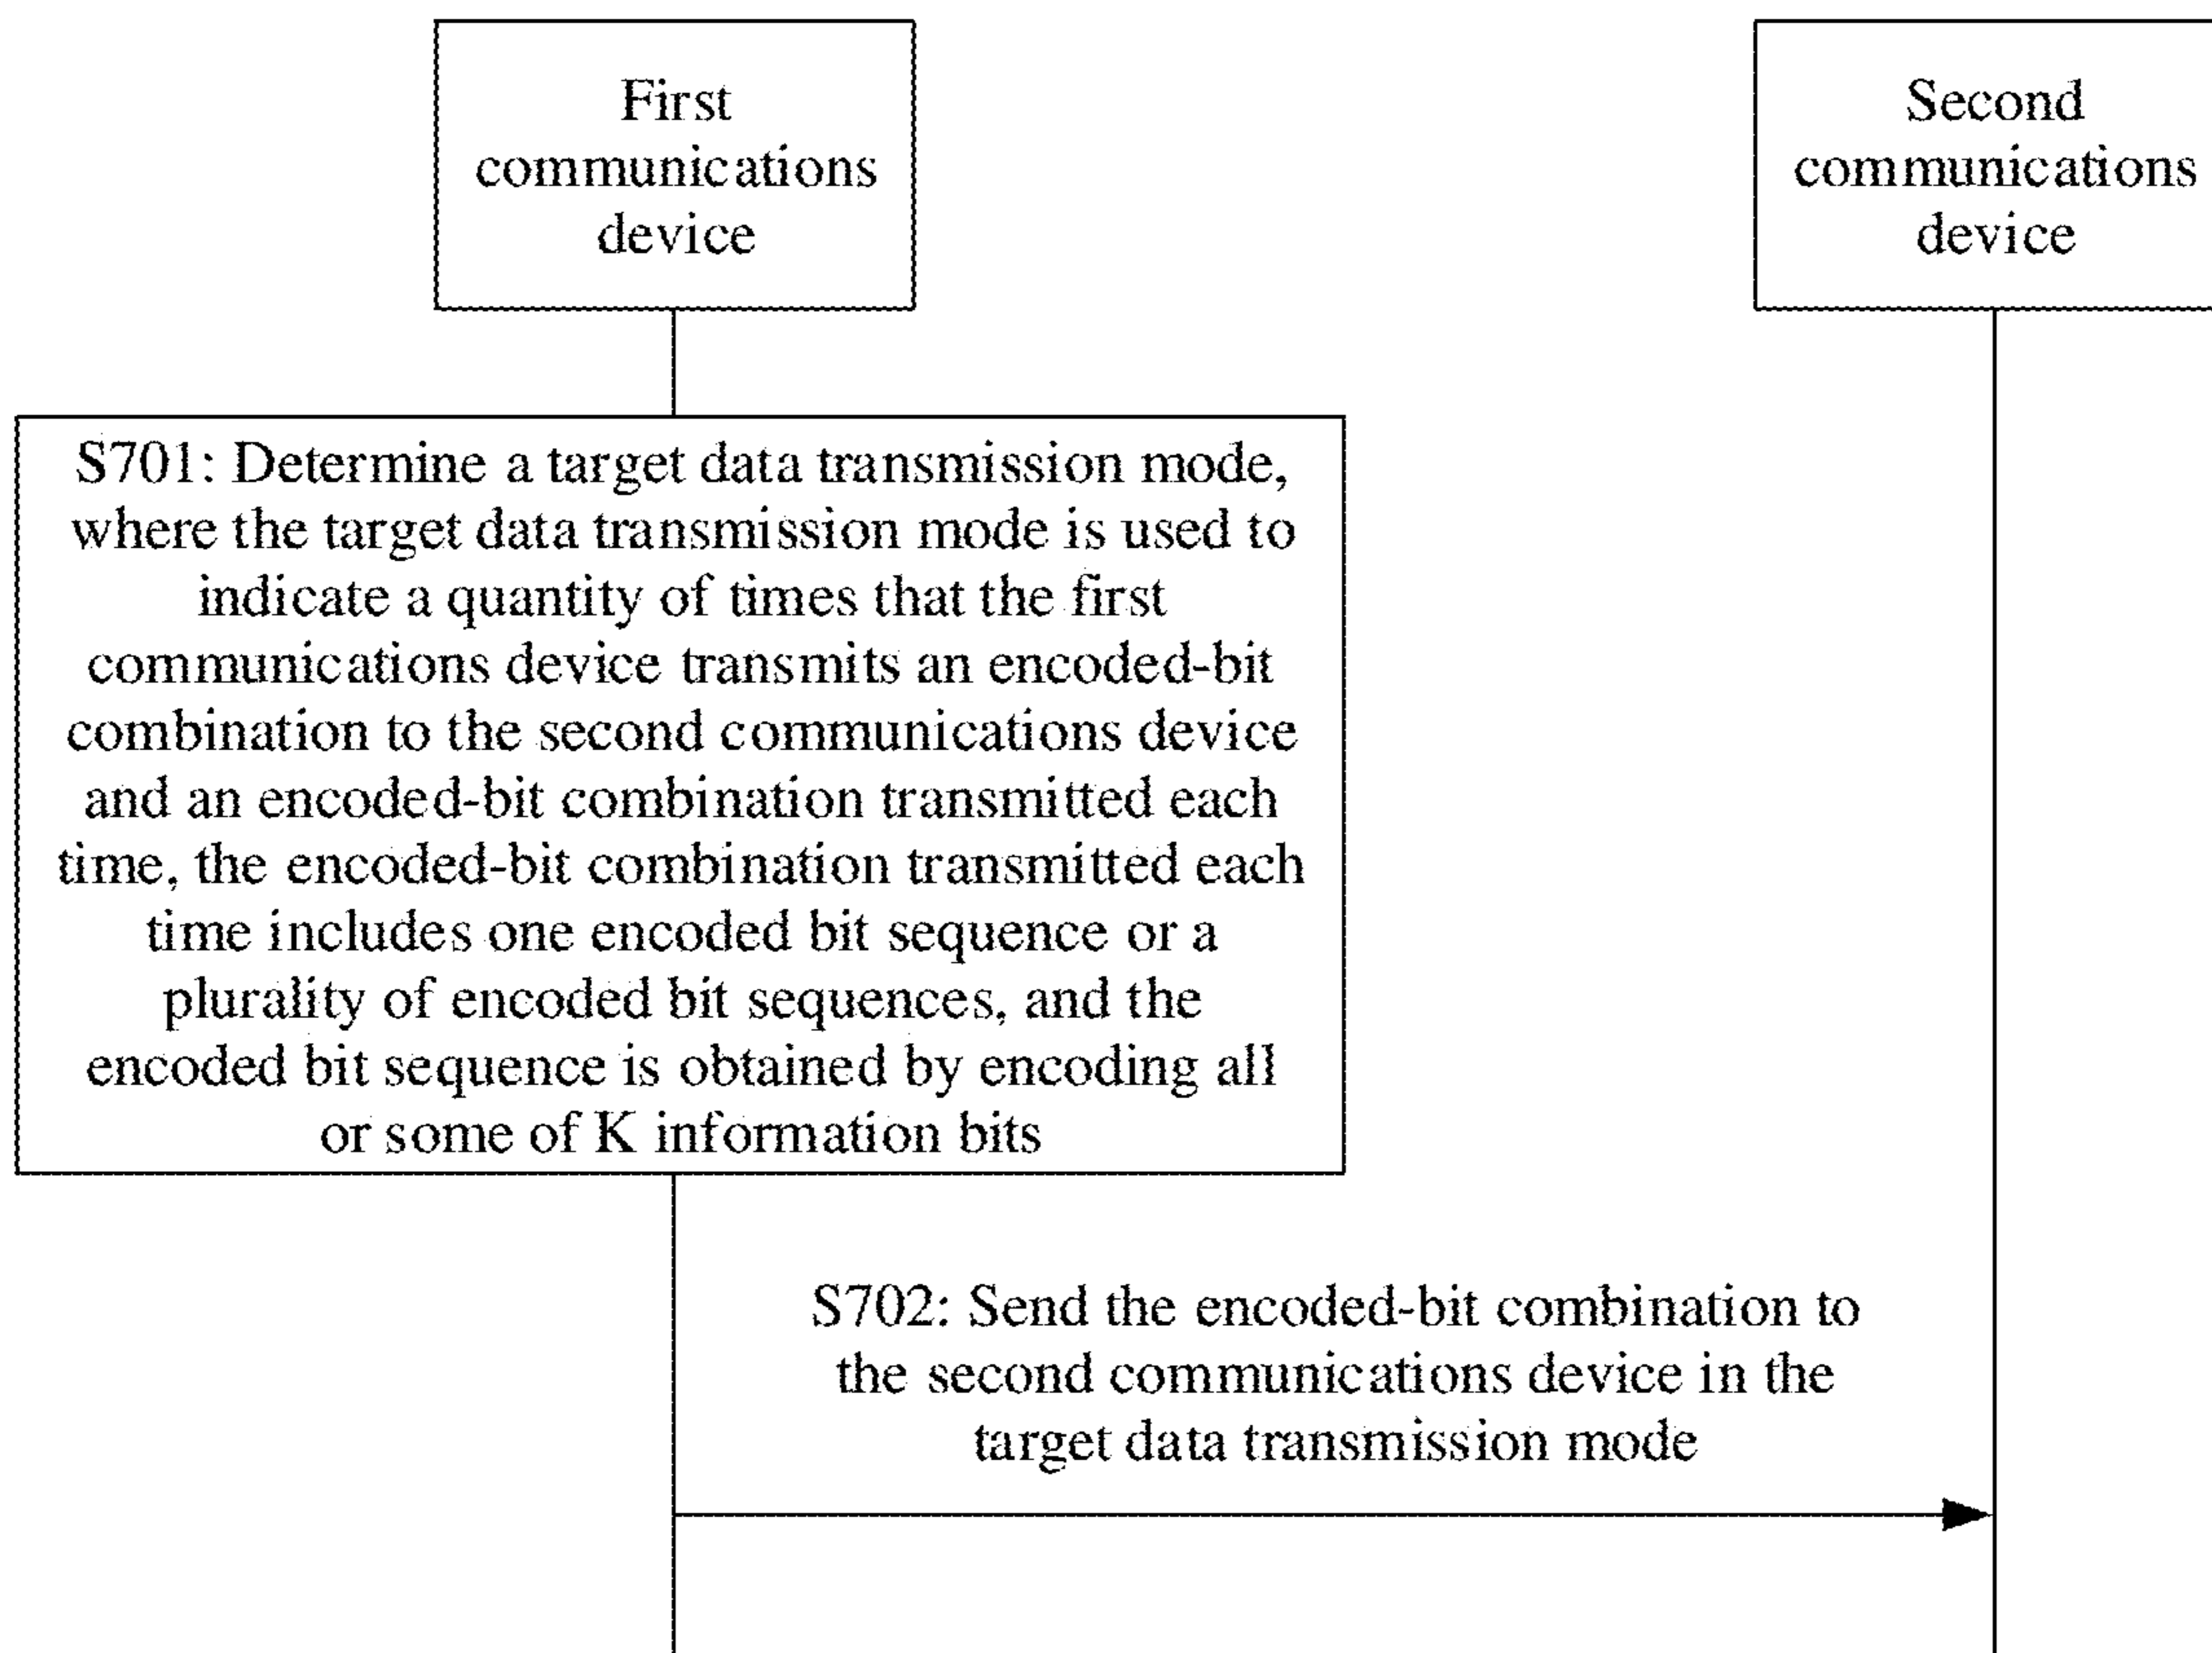 First
communications
device
Second
communications
device
S701: Determine a target data transmission mode,
where the target data transmission mode is used to
indicate a quantity of times that the first
communications device transmits an encoded-bit
combination to the second communications device
and an encoded-bit combination transmitted each
time, the encoded-bit combination transmitted each
time includes one encoded bit sequence or a
plurality of encoded bit sequences, and the
encoded bit sequence is obtained by encoding all
or some of K information bits
S702: Send the encoded-bit combination to
the second communications device in the
target data transmission mode